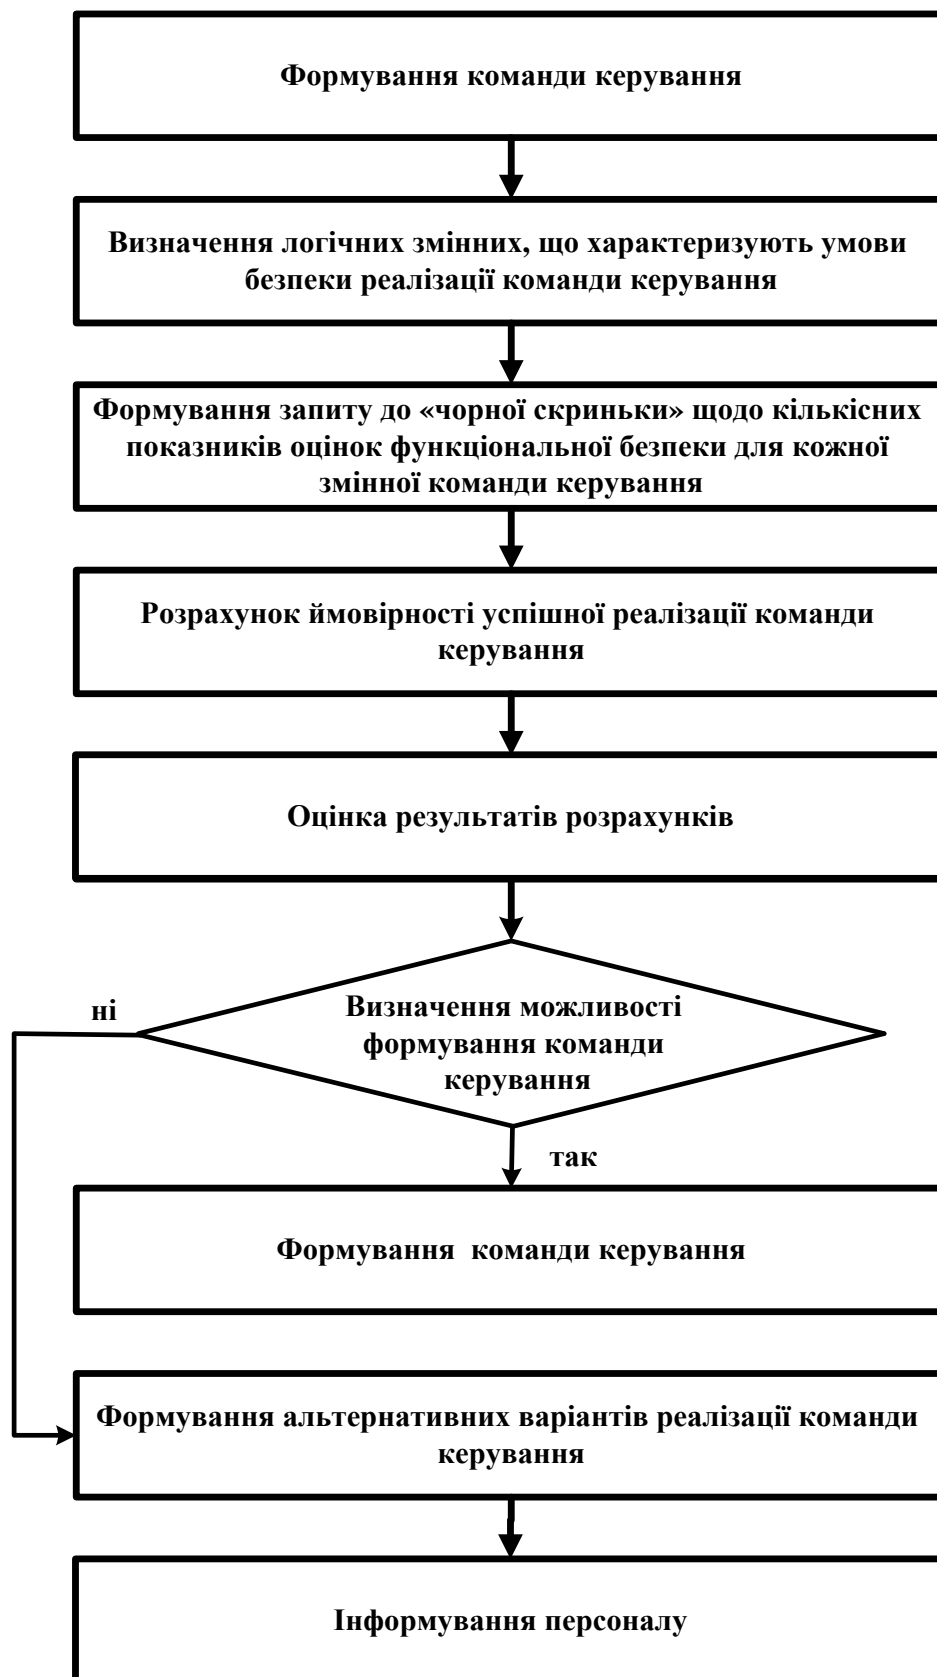 Формування команди керування
Визначення логічних змінних, що характеризують умови
безпеки реалізації команди керування
Формування запиту до «чорної скриньки» щодо кількісних
показників оцінок функціональної безпеки для кожної
змінної команди керування
Розрахунок ймовірності успішної реалізації команди
керування
Оцінка результатів розрахунків
ні
Визначення можливості
формування команди
керування
так
Формування команди керування
Формування альтернативних варіантів реалізації команди
керування
Інформування персоналу